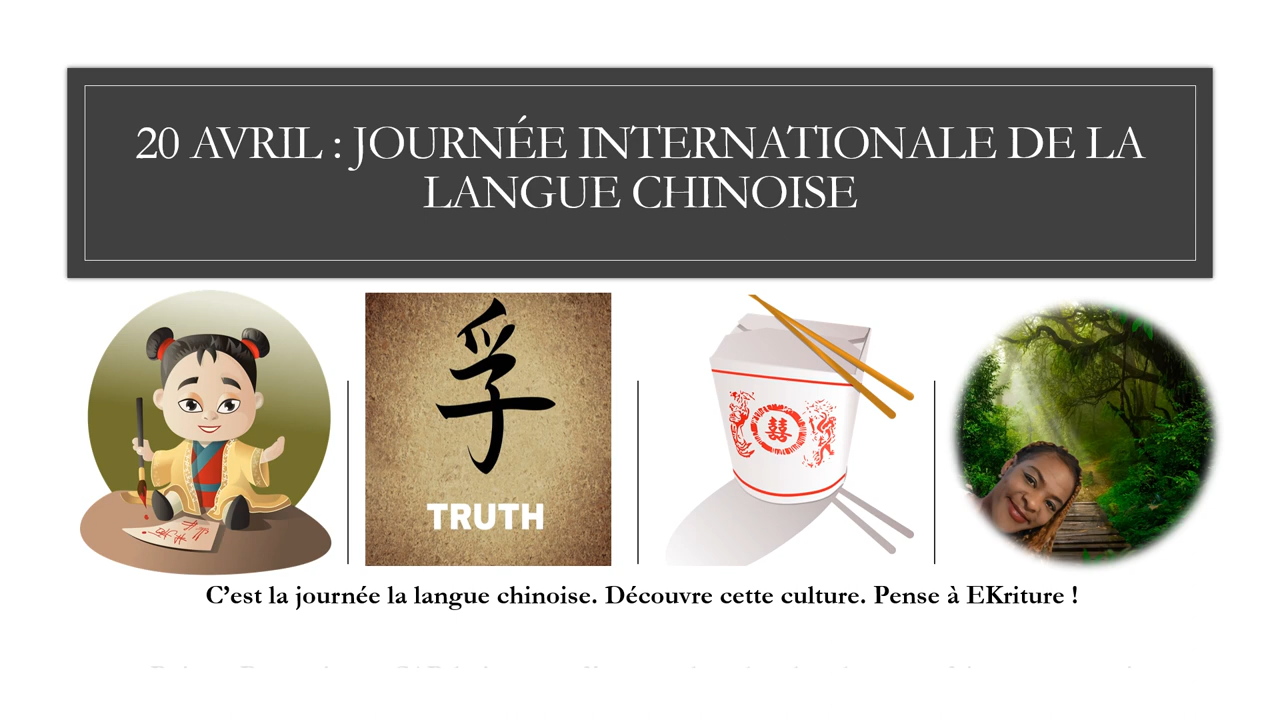 20 AVRIL : JOURNÉE INTERNATIONALE DE LA
LANGUE CHINOISE
孚
TRUTH
囍
C’est la journée la langue chinoise. Découvre cette culture. Pense à EKriture !